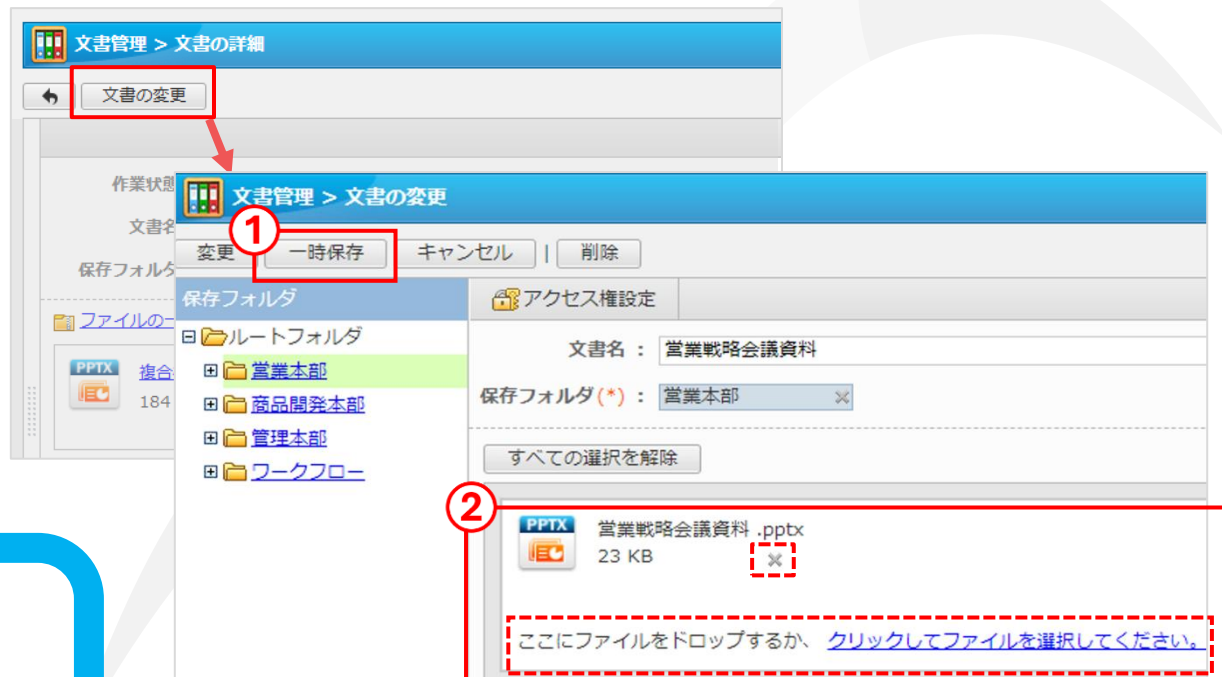 文書管理 > 文書の詳細
文書の変更
作業状態
文書名
保存フォルダ
ファイルの一
PPTX
複合
184
文書管理 > 文書の変更
①
変更 一時保存 キャンセル | 削除
保存フォルダ
ルートフォルダ
営業本部
商品開発本部
管理本部
ワークフロー
アクセス権設定
文書名 : 営業戦略会議資料
保存フォルダ(*) : 営業本部
すべての選択を解除
②
PPTX
営業戦略会議資料 .pptx
23 KB
ここにファイルをドロップするか、 クリックしてファイルを選択してください。